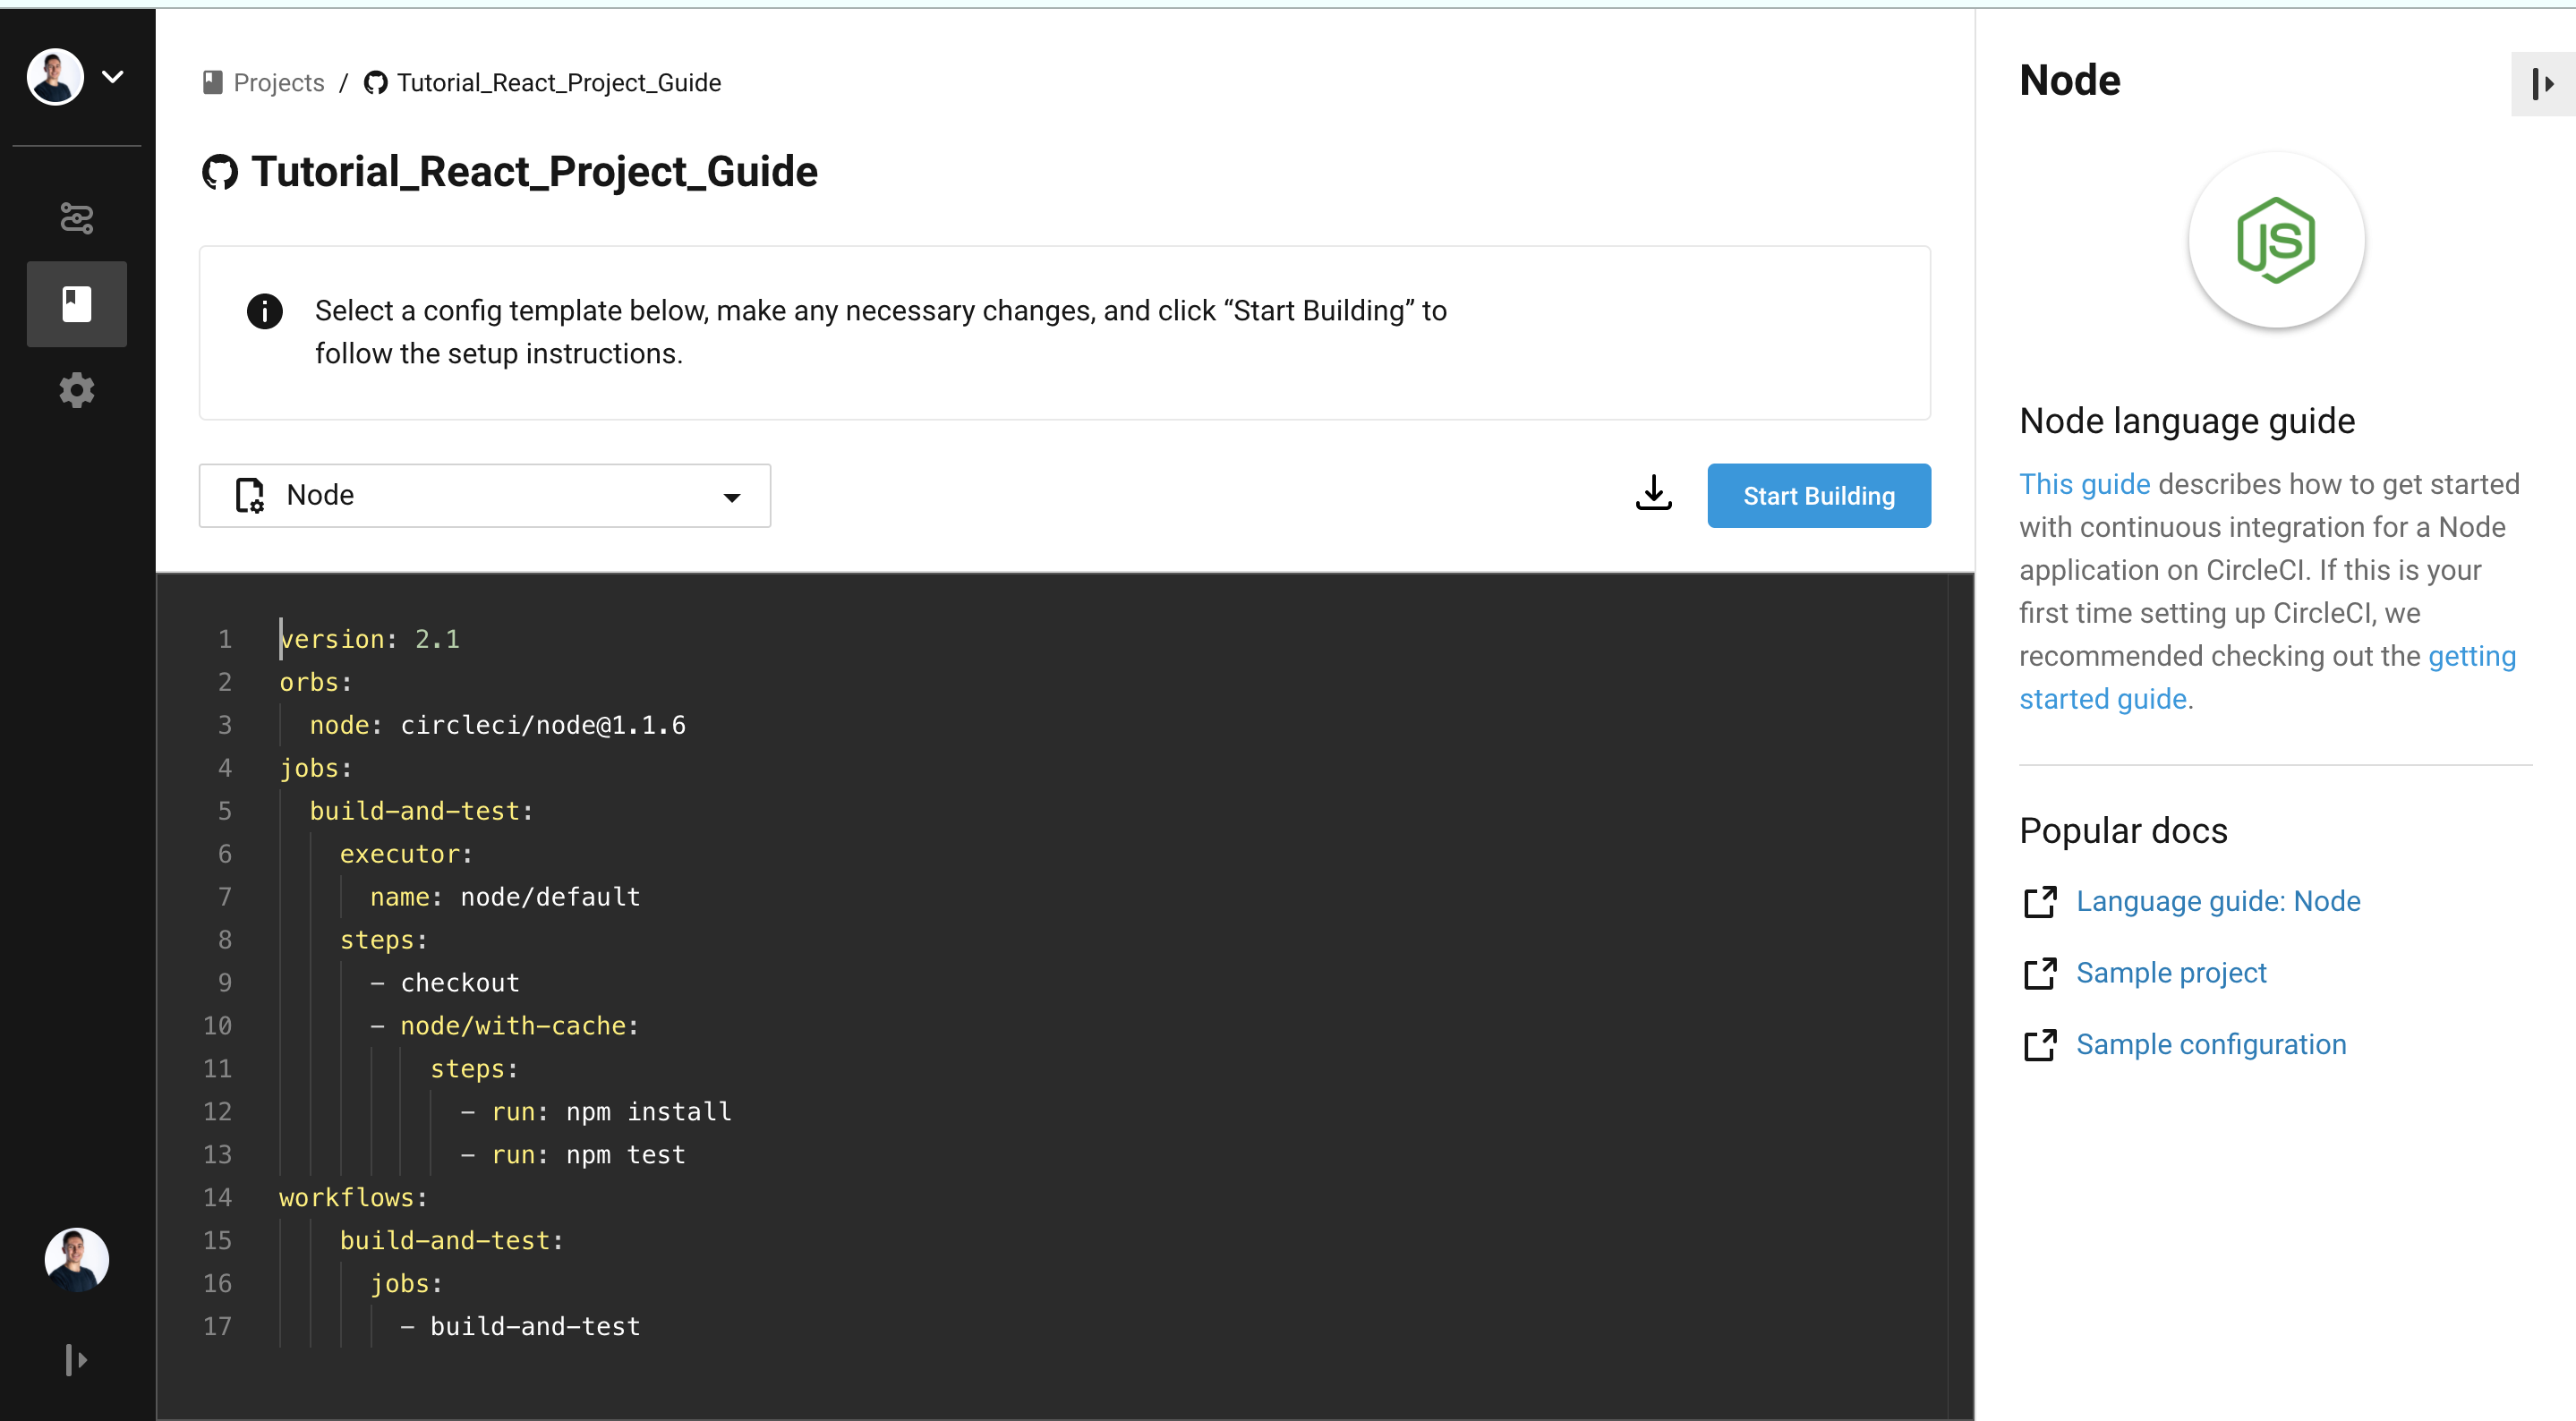 Projects / Tutorial_React_Project_Guide
Tutorial_React_Project_Guide
Select a config template below, make any necessary changes, and click “Start Building” to
follow the setup instructions.
Node
Start Building
1 version: 2.1
2 orbs:
3   node: circleci/node@1.1.6
4 jobs:
5   build-and-test:
6     executor:
7       name: node/default
8     steps:
9       - checkout
10       - node/with-cache:
11           steps:
12             - run: npm install
13             - run: npm test
14 workflows:
15     build-and-test:
16       jobs:
17         - build-and-test
Node
JS
Node language guide
This guide describes how to get started
with continuous integration for a Node
application on CircleCI. If this is your
first time setting up CircleCI, we
recommended checking out the getting
started guide.
Popular docs
Language guide: Node
Sample project
Sample configuration